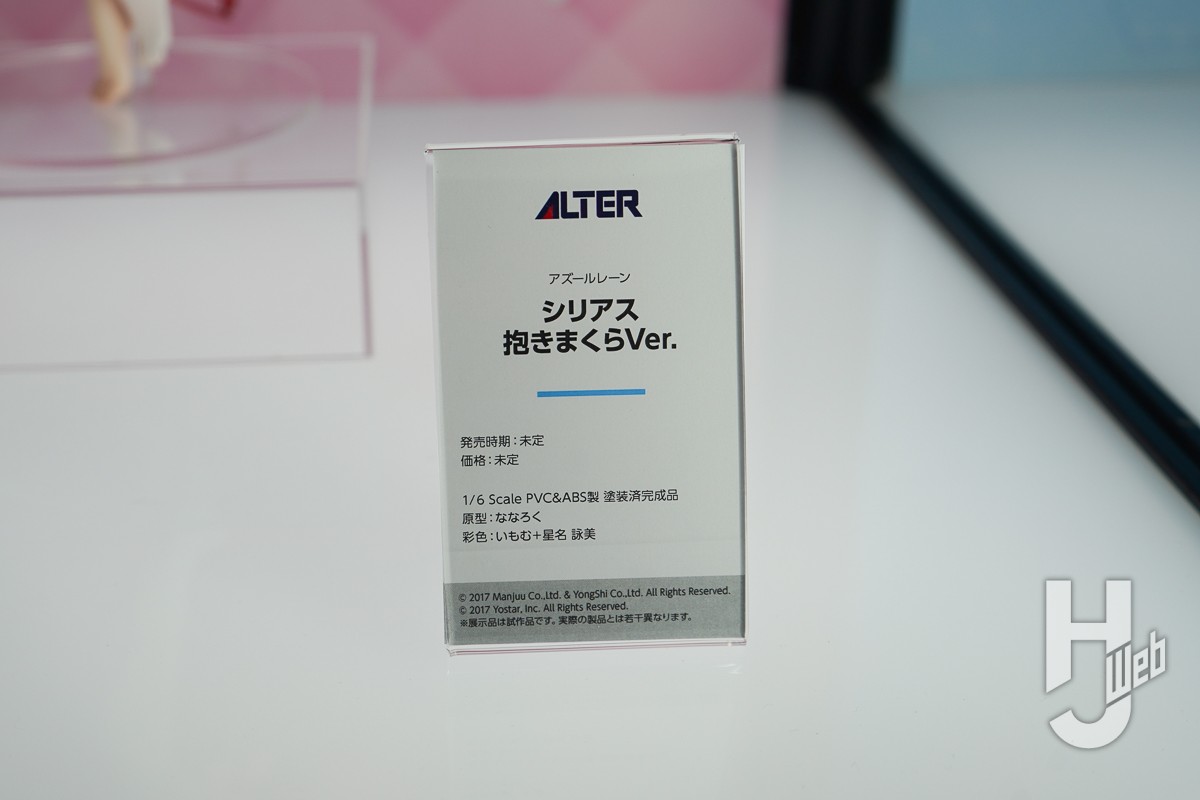 ALTER
アズールレーン
シリアス
抱きまくらVer.
発売時期：未定
価格：未定
1/6 Scale PVC&ABS製 塗装済完成品
原型：ななろく
彩色：いもむ＋星名 詠美
© 2017 Manjuu Co.,Ltd. & YongShi Co.,Ltd. All Rights Reserved.
© 2017 Yostar, Inc. All Rights Reserved.
※展示品は試作品です。実際の製品とは若干異なります。
HJ Web